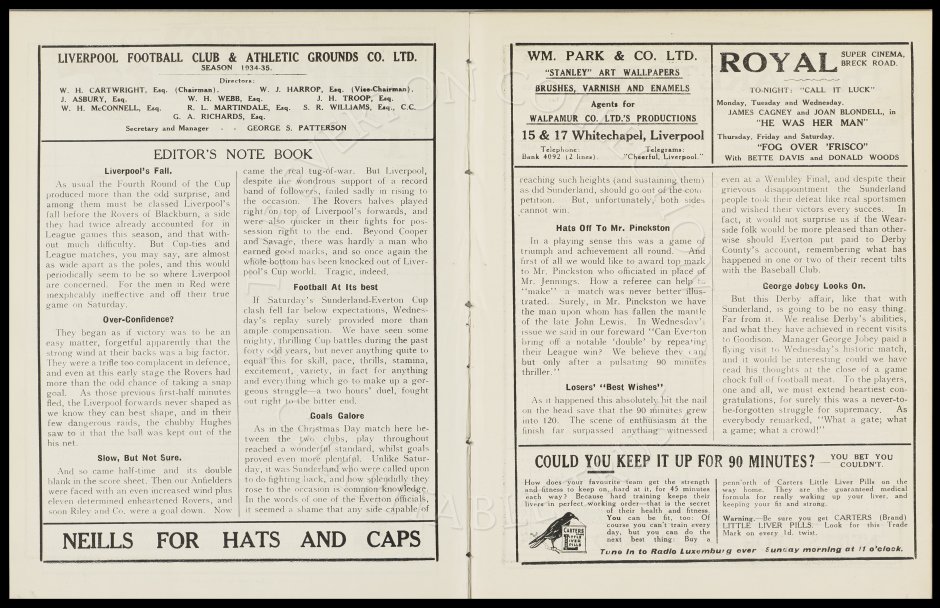 LIVERPOOL FOOTBALL CLUB & ATHLETIC GROUNDS CO. LTD.
SEASON 1934-35.
Directors:
W. H. CARTWRIGHT, Esq. (Chairman). W. J. HARROP, Esq. (Vice-Chairman).
J. ASBURY, Esq. W. H. WEBB, Esq. J. H. TROOP, Esq.
W. H. McCONNELL, Esq. R. L. MARTINDALE, Esq. S. R. WILLIAMS, Esq., C.C.
G. A. RICHARDS, Esq.
Secretary and Manager - - GEORGE S. PATTERSON
EDITOR'S NOTE BOOK
Liverpool's Fall.
As usual the Fourth Round of the Cup
produced more than the odd surprise, and
among them must be classed Liverpool's
fall before the Rovers of Blackburn, a side
they had twice already accounted for in
League games this season, and that with-
out much difficulty. But Cup-ties and
League matches, you may say, are almost
as wide apart as the poles, and this would
periodically seem to be so where Liverpool
are concerned. For the men in Red were
inexplicably ineffective and off their true
game on Saturday.
Over-Confidence?
They began as if victory was to be an
easy matter, forgetful apparently that the
strong wind at their backs was a big factor.
They were a trifle too complacent in defence,
and even at this early stage the Rovers had
more than the odd chance of taking a snap
goal. As those previous first-half minutes
fled, the Liverpool forwards never shaped as
we know they can best shape, and in their
few dangerous raids, the chubby Hughes
saw to it that the ball was kept out of the
his net.
Slow, But Not Sure.
And so came half-time and its double
blank in the score sheet. Then our Anfielders
were faced with an even increased wind plus
eleven determined enheartened Rovers, and
soon Riley and Co. were a goal down. Now
came the real tug-of-war. But Liverpool,
despite the wondrous support of a record
band of followers, failed sadly in rising to
the occasion. The Rovers halves played
right on top of Liverpool's forwards, and
were also quicker in their fights for pos-
session right to the end. Beyond Cooper
and Savage, there was hardly a man who
earned good marks, and so once again the
whole bottom has been knocked out of Liver-
pool's Cup world. Tragic, indeed.
Football At Its best
If Saturday's Sunderland-Everton Cup
clash fell far below expectations, Wednes-
day's replay surely provided more than
ample compensation. We have seen some
mighty, thrilling Cup battles during the past
forty odd years, but never anything quite to
equal this for skill, pace, thrills, stamina,
excitement, variety, in fact for anything
and everything which go to make up a gor-
geous struggle—a two hours' duel, fought
out right to the bitter end.
Goals Galore
As in the Christmas Day match here be-
tween the two clubs, play throughout
reached a wonderful standard, whilst goals
proved even more plentiful. Unlike Satur-
day, it was Sunderland who were called upon
to do fighting back, and how splendidly they
rose to the occasion is common knowledge.
In the words of one of the Everton officials,
it seemed a shame that any side capable of
NEILLS FOR HATS AND CAPS
WM. PARK & CO. LTD.
"STANLEY" ART WALLPAPERS
BRUSHES, VARNISH AND ENAMELS
Agents for
WALPAMUR CO. LTD.'S PRODUCTIONS
15 & 17 Whitechapel, Liverpool
Telephone: Telegrams:
Bank 4092 (2 lines). "Cheerful, Liverpool."
ROYAL SUPER CINEMA,
BRECK ROAD.
TO-NIGHT: "CALL IT LUCK"
Monday, Tuesday and Wednesday.
JAMES CAGNEY and JOAN BLONDELL, in
"HE WAS HER MAN"
Thursday, Friday and Saturday.
"FOG OVER 'FRISCO"
With BETTE DAVIS and DONALD WOODS
reaching such heights (and sustaining them)
as did Sunderland, should go out of the com-
petition. But, unfortunately, both sides
cannot win.
Hats Off To Mr. Pinckston
In a playing sense this was a game of
triumph and achievement all round. And
first of all we would like to award top mark
to Mr. Pinckston who officiated in place of
Mr. Jennings. How a referee can help to
"make" a match was never better illus-
trated. Surely, in Mr. Pinckston we have
the man upon whom has fallen the mantle
of the late John Lewis. In Wednesday's
issue we said in our foreword "Can Everton
bring off a notable 'double' by repeating
their League win? We believe they can
but only after a pulsating 90 minutes
thriller."
Losers' "Best Wishes"
As it happened this absolutely hit the nail
on the head save that the 90 minutes grew
into 120. The scene of enthusiasm at the
finish far surpassed anything witnessed
even at a Wembley Final, and despite their
grievous disappointment the Sunderland
people took their defeat like real sportsmen
and wished their victors every succes. In
fact, it would not surprise us if the Wear-
side folk would be more pleased than other-
wise should Everton put paid to Derby
County's account, remembering what has
happened in one or two of their recent tilts
with the Baseball Club.
George Jobey Looks On.
But this Derby affair, like that with
Sunderland, is going to be no easy thing.
Far from it. We realise Derby's abilities,
and what they have achieved in recent visits
to Goodison. Manager George Jobey paid a
flying visit to Wednesday's historic match,
and it would be interesting could we have
read his thoughts at the close of a game
chock full of football meat. To the players,
one and all, we must extend heartiest con-
gratulations, for surely this was a never-to-
be-forgotten struggle for supremacy. As
everybody remarked, "What a gate; what
a game; what a crowd!"
COULD YOU KEEP IT UP FOR 90 MINUTES? —YOU BET YOU
COULDN'T.
How does your favourite team get the strength
and fitness to keep on, hard at it, for 45 minutes
each way? Because hard training keeps their
livers in perfect working order—that is the secret
of their health and fitness.
You can be fit, too: Of
course you can't train every
day, but you can do the
next best thing: Buy a
CARTERS
LITTLE
LIVER
PILLS
penn'orth of Carters Little Liver Pills on the
way home. They are the guaranteed medical
formula for really waking up your liver, and
keeping your fit and strong.
Warning.—Be sure you get CARTERS (Brand)
LITTLE LIVER PILLS. Look for this Trade
Mark on every 1d. twist.
Tune In to Radio Luxemburg ever Sunday morning at 11 o'clock.